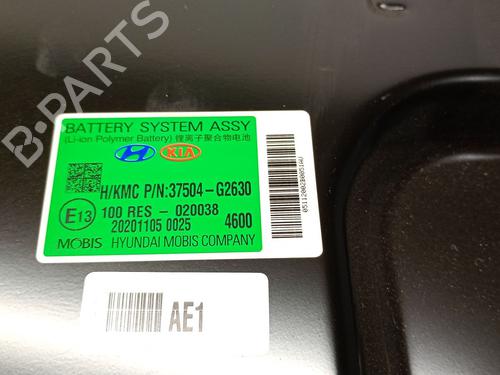 BATTERY SYSTEM ASSY
(Li-ion Polymer Battery) 锂离子聚合物电池
KIA
H/KMC P/N:37504-G2630
E13 100 RES - 020038
20201105 0025 4600
MOBIS HYUNDAI MOBIS COMPANY
AE1
B-PARTS